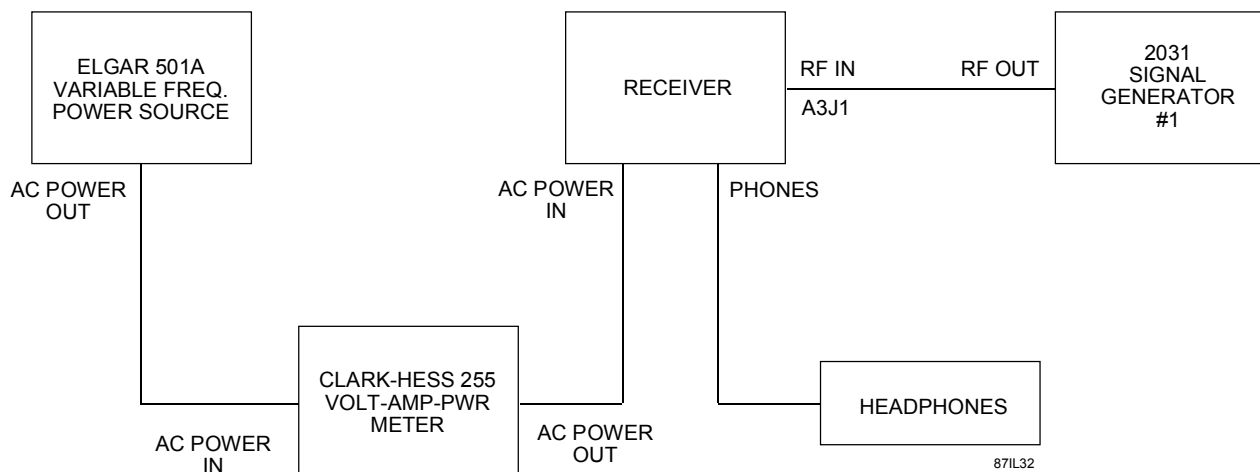 ELGAR 501A
VARIABLE FREQ.
POWER SOURCE
RECEIVER
RF IN
RF OUT
A3J1
2031
SIGNAL
GENERATOR
#1
AC POWER
OUT
AC POWER
IN
PHONES
CLARK-HESS 255
VOLT-AMP-PWR
METER
HEADPHONES
AC POWER
IN
AC POWER
OUT
87IL32